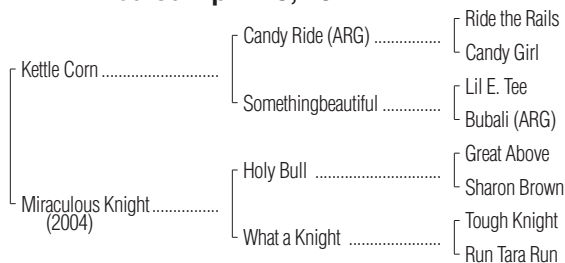 Ride the Rails
Candy Ride (ARG) ................
Candy Girl
Kettle Corn ............................
Lil E. Tee
Somethingbeautiful ..............
Bubali (ARG)
Great Above
Holy Bull ..............................
Sharon Brown
Miraculous Knight ................
(2004)
Tough Knight
What a Knight ......................
Run Tara Run